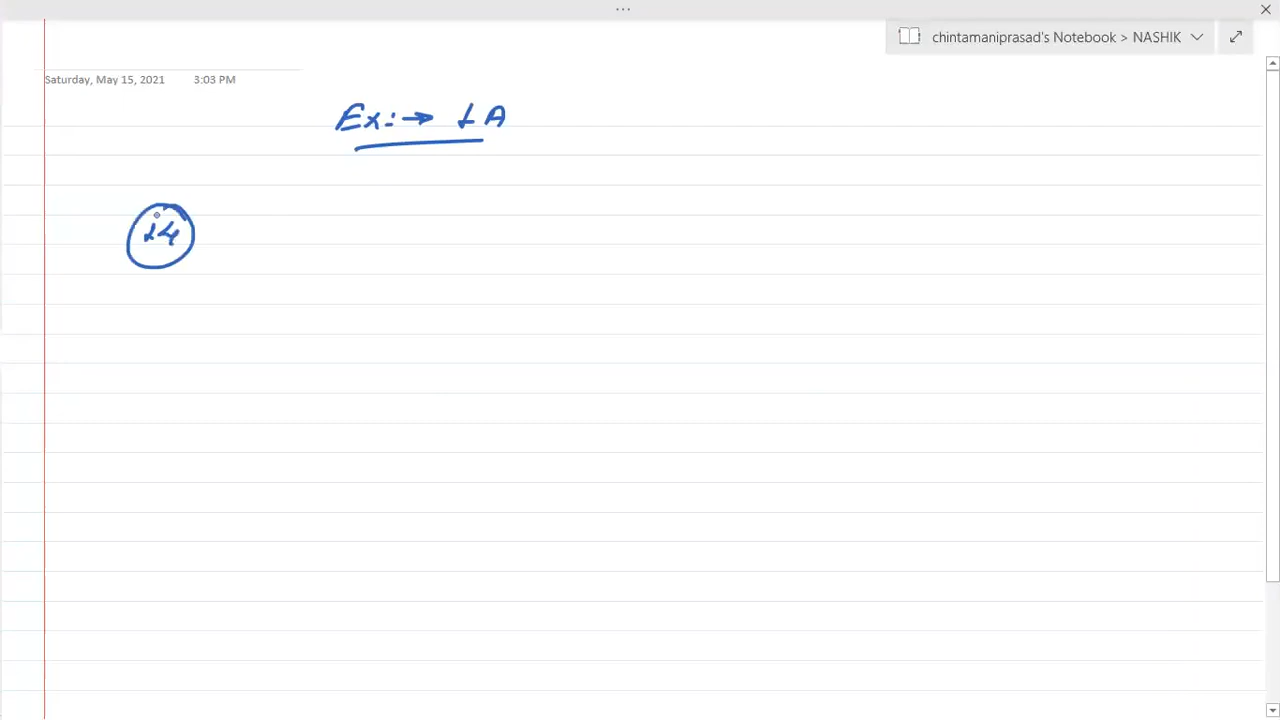 ...
chintamaniprasad's Notebook > NASHIK
Saturday, May 15, 2021 3:03 PM
Ex:→ 1A
14